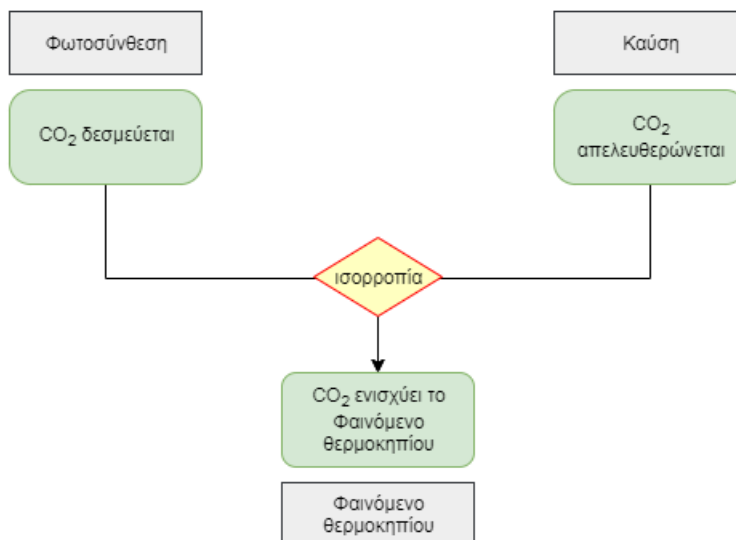 Φωτοσύνθεση
Καύση
CO₂ δεσμεύεται
CO₂
απελευθερώνεται
ισορροπία
CO₂ ενισχύει το
Φαινόμενο
θερμοκηπίου
Φαινόμενο
θερμοκηπίου